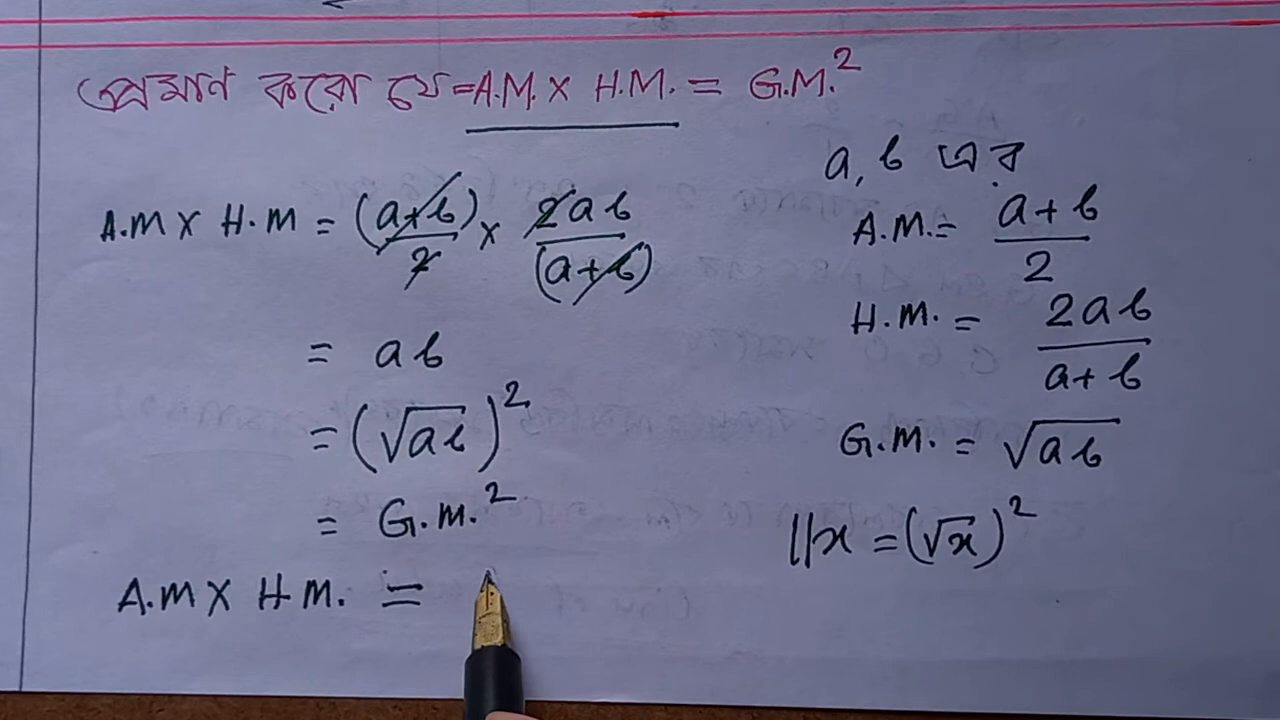 প্রমাণ করো যে = A.M. × H.M. = G.M.²
a, b এর
A.M × H.M = (a+b)/2 × 2ab/(a+b)
A.M. = a+b/2
H.M. = 2ab/a+b
= ab
= (√ab)²
G.M. = √ab
= G.M.²
||x = (√x)²
A.M × H.M. =